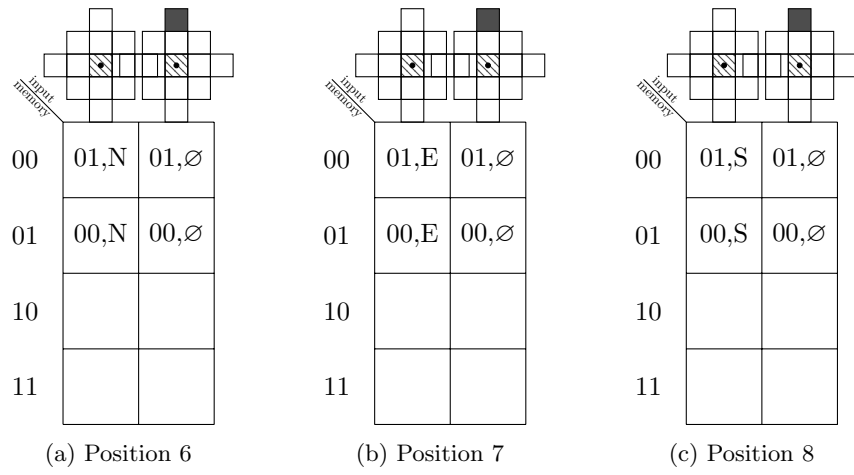 input
memory
input
memory
input
memory
00 01,N 01,∅ 00 01,E 01,∅ 00 01,S 01,∅
01 00,N 00,∅ 01 00,E 00,∅ 01 00,S 00,∅
10 10 10
11 11 11
(a) Position 6 (b) Position 7 (c) Position 8